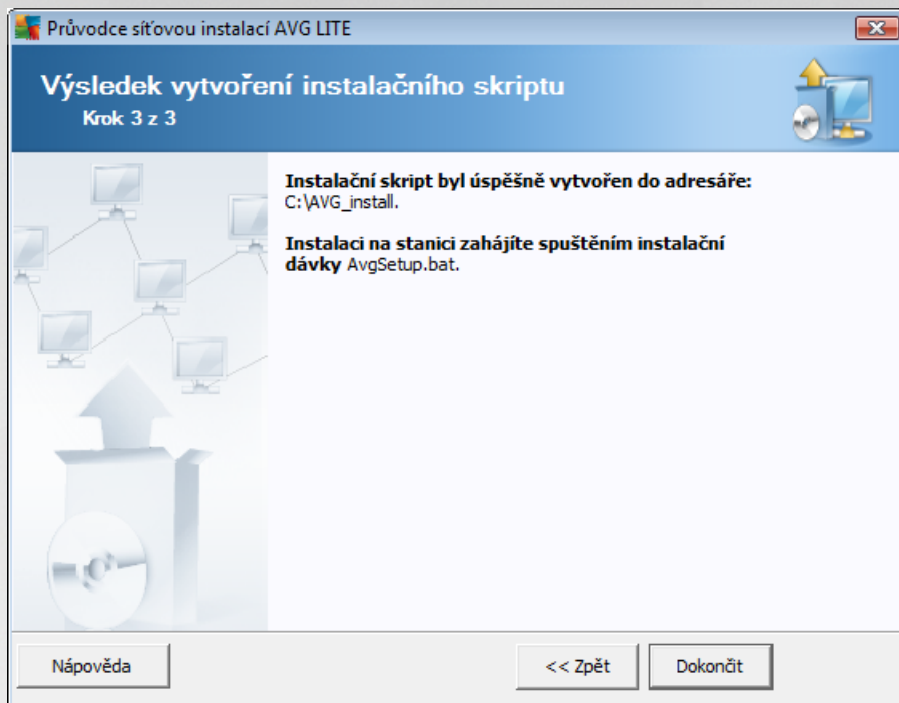 Průvodce síťovou instalací AVG LITE
Výsledek vytvoření instalačního skriptu
Krok 3 z 3
Instalační skript byl úspěšně vytvořen do adresáře:
C:\AVG_install.
Instalaci na stanici zahájíte spuštěním instalační
dávky AvgSetup.bat.
Nápověda
<< Zpět
Dokončit